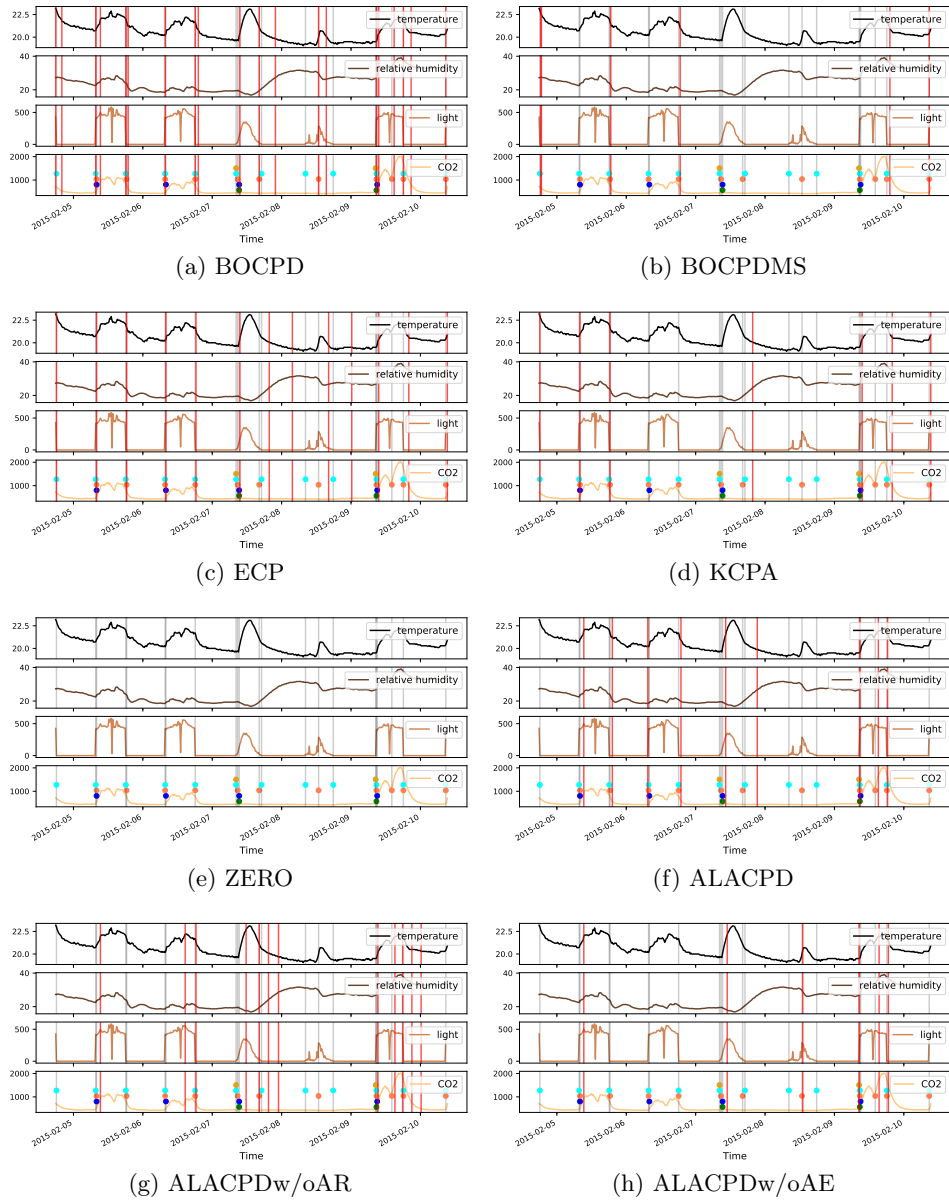 22.5
20.0
temperature
40
20
relative humidity
500
0
light
2000
1000
CO2
2015-02-05
2015-02-06
2015-02-07
2015-02-08
2015-02-09
2015-02-10
Time
(a) BOCPD
22.5
20.0
temperature
40
20
relative humidity
500
0
light
2000
1000
CO2
2015-02-05
2015-02-06
2015-02-07
2015-02-08
2015-02-09
2015-02-10
Time
(b) BOCPDMS
22.5
20.0
temperature
40
20
relative humidity
500
0
light
2000
1000
CO2
2015-02-05
2015-02-06
2015-02-07
2015-02-08
2015-02-09
2015-02-10
Time
(c) ECP
22.5
20.0
temperature
40
20
relative humidity
500
0
light
2000
1000
CO2
2015-02-05
2015-02-06
2015-02-07
2015-02-08
2015-02-09
2015-02-10
Time
(d) KCPA
22.5
20.0
temperature
40
20
relative humidity
500
0
light
2000
1000
CO2
2015-02-05
2015-02-06
2015-02-07
2015-02-08
2015-02-09
2015-02-10
Time
(e) ZERO
22.5
20.0
temperature
40
20
relative humidity
500
0
light
2000
1000
CO2
2015-02-05
2015-02-06
2015-02-07
2015-02-08
2015-02-09
2015-02-10
Time
(f) ALACPD
22.5
20.0
temperature
40
20
relative humidity
500
0
light
2000
1000
CO2
2015-02-05
2015-02-06
2015-02-07
2015-02-08
2015-02-09
2015-02-10
Time
(g) ALACPDw/oAR
22.5
20.0
temperature
40
20
relative humidity
500
0
light
2000
1000
CO2
2015-02-05
2015-02-06
2015-02-07
2015-02-08
2015-02-09
2015-02-10
Time
(h) ALACPDw/oAE